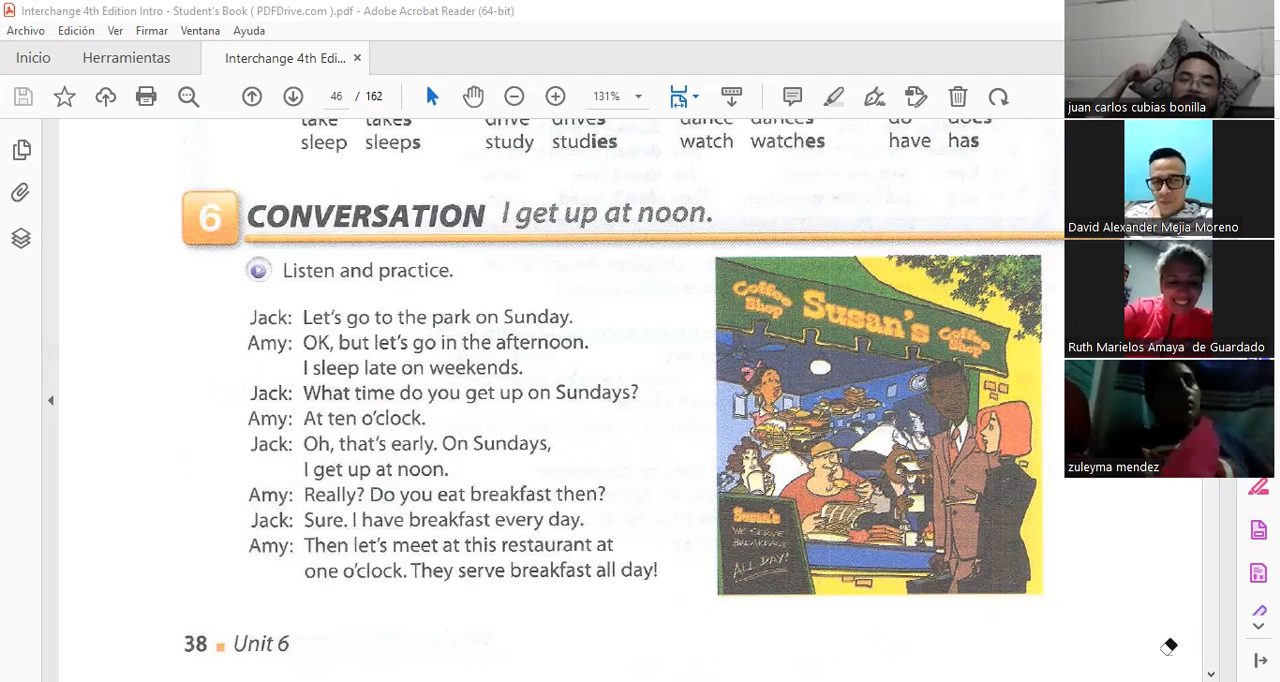 Interchange 4th Edition Intro - Student's Book ( PDFDrive.com ).pdf - Adobe Acrobat Reader (64-bit)
Archivo Edición Ver Firmar Ventana Ayuda
Inicio Herramientas Interchange 4th Edi... ×
46 / 162 131%
take takes drive drives dance dances do does
sleep sleeps study studies watch watches have has
6 CONVERSATION I get up at noon.
Listen and practice.
Jack: Let's go to the park on Sunday.
Amy: OK, but let's go in the afternoon.
I sleep late on weekends.
Jack: What time do you get up on Sundays?
Amy: At ten o'clock.
Jack: Oh, that's early. On Sundays,
I get up at noon.
Amy: Really? Do you eat breakfast then?
Jack: Sure. I have breakfast every day.
Amy: Then let's meet at this restaurant at
one o'clock. They serve breakfast all day!
Coffee Shop Susan's Coffee Shop
Susan's
WE SERVE
BREAKFAST
ALL DAY!
38 Unit 6
juan carlos cubias bonilla
David Alexander Mejia Moreno
Ruth Marielos Amaya de Guardado
zuleyma mendez